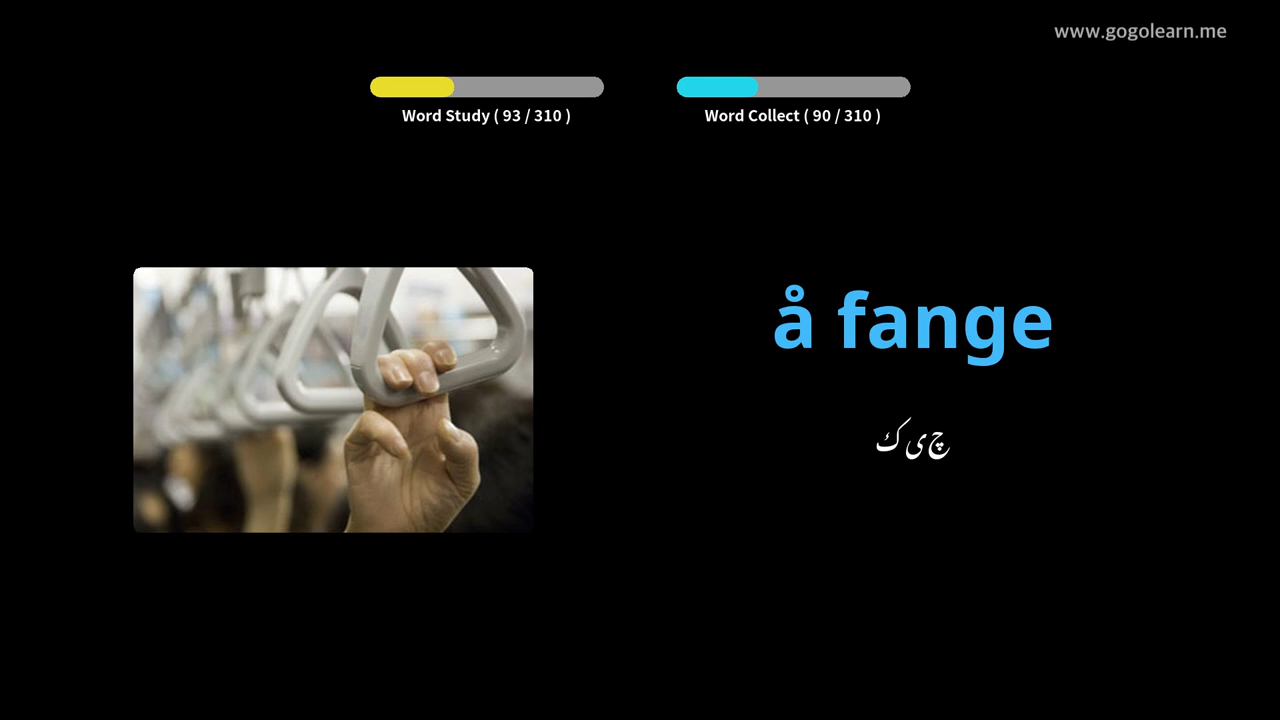 www.gogolearn.me
Word Study ( 93 / 310 )
Word Collect ( 90 / 310 )
å fange
چ ی ک